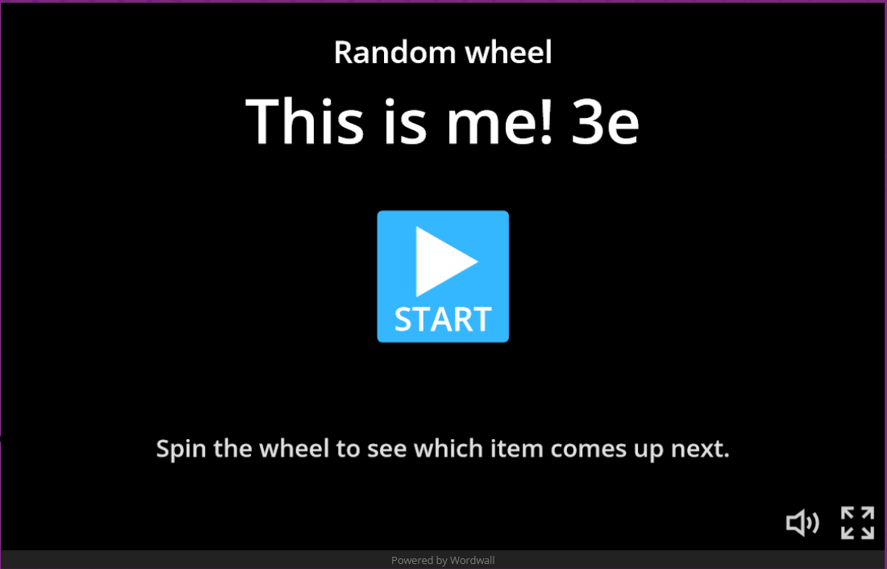 Random wheel
This is me! 3e
START
Spin the wheel to see which item comes up next.
Powered by Wordwall